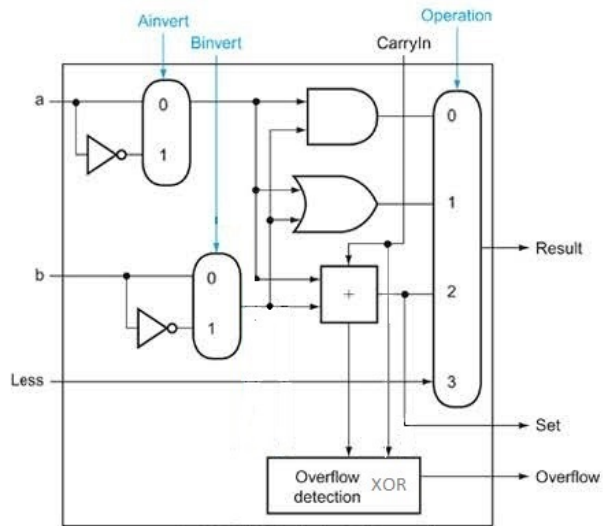 Operation
Ainvert
Binvert
CarryIn
a
0
1
0
1
Result
b
0
1
+
2
Less
3
Set
Overflow
detection
XOR
Overflow